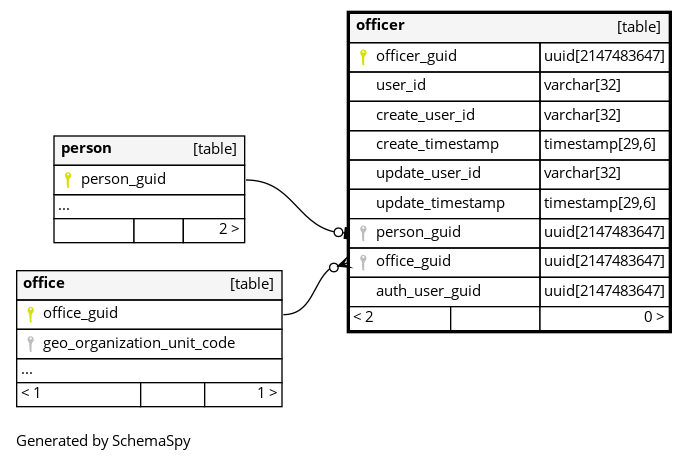 officer [table]
officer_guid uuid[2147483647]
user_id varchar[32]
create_user_id varchar[32]
create_timestamp timestamp[29,6]
update_user_id varchar[32]
update_timestamp timestamp[29,6]
person_guid uuid[2147483647]
office_guid uuid[2147483647]
auth_user_guid uuid[2147483647]
< 2 0 >
person [table]
person_guid
...
2 >
office [table]
office_guid
geo_organization_unit_code
...
< 1 1 >
Generated by SchemaSpy